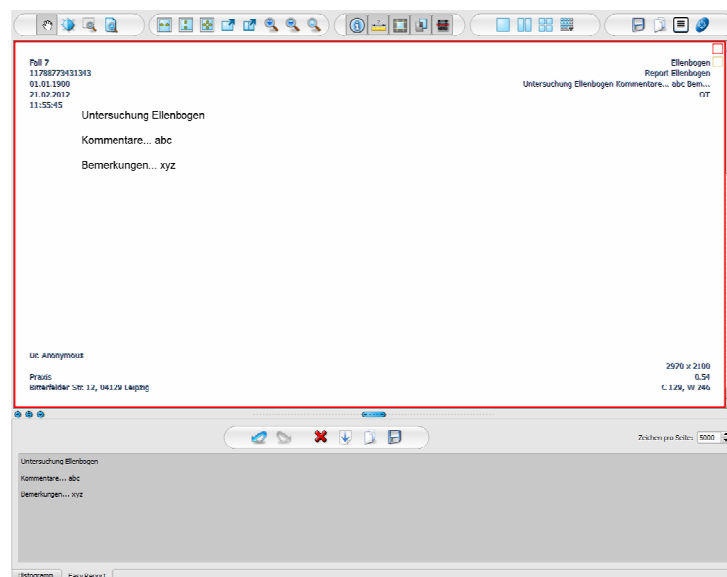 Fall 7
11788773431343
01.01.1900
21.02.2012
11:55:45
Ellenbogen
Report Ellenbogen
Untersuchung Ellenbogen Kommentare... abc Bem...
OT
Untersuchung Ellenbogen
Kommentare... abc
Bemerkungen... xyz
Dr. Anonymous
Praxis
Bitterfelder Str. 12, 04129 Leipzig
2970 x 2100
0.54
C 129, W 246
Zeichen pro Seite: 5000
Untersuchung Ellenbogen
Kommentare... abc
Bemerkungen... xyz
Histogramm EasyReport